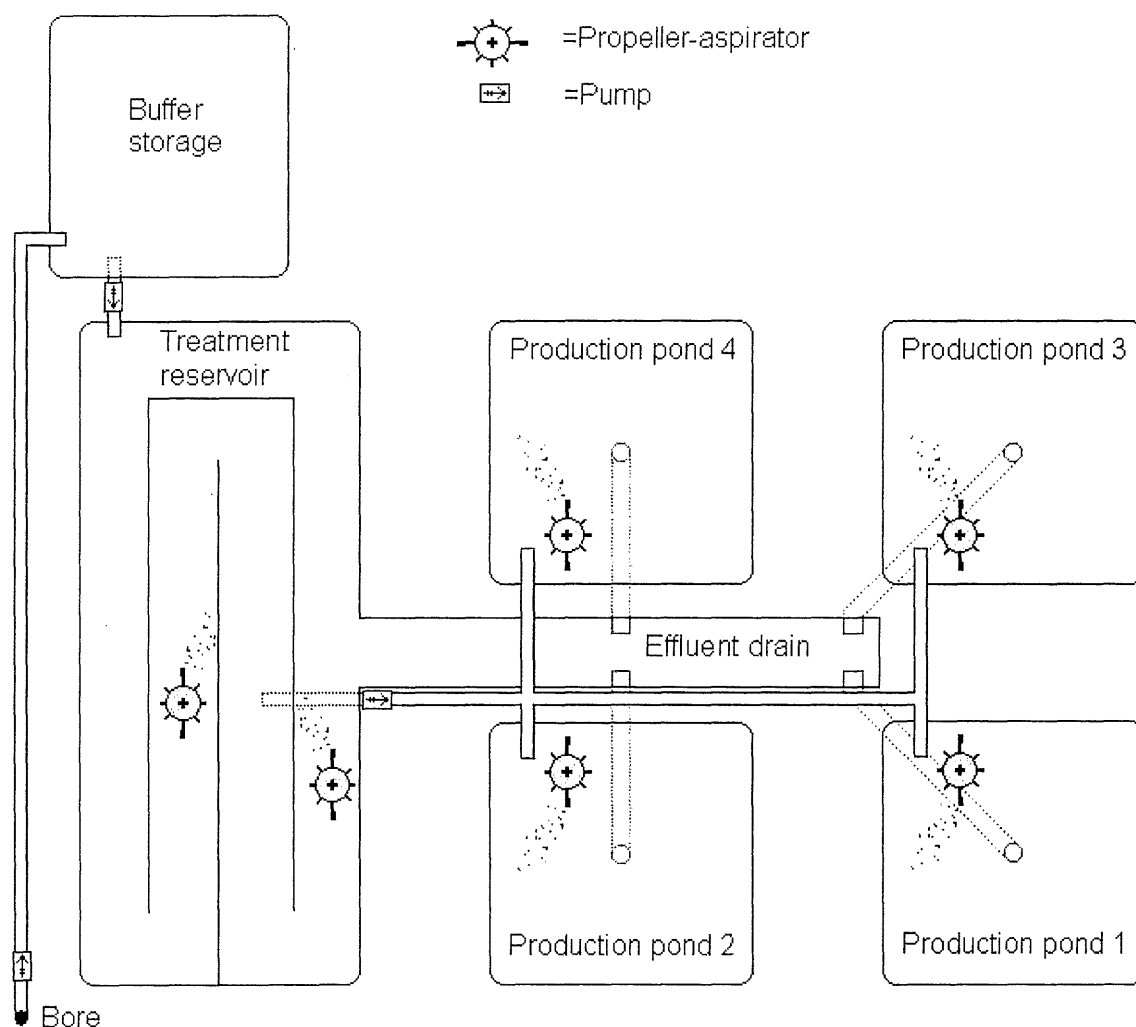 =Propeller-aspirator
=Pump
Buffer
storage
Treatment
reservoir
Production pond 4
Production pond 3
Effluent drain
Production pond 2
Production pond 1
Bore